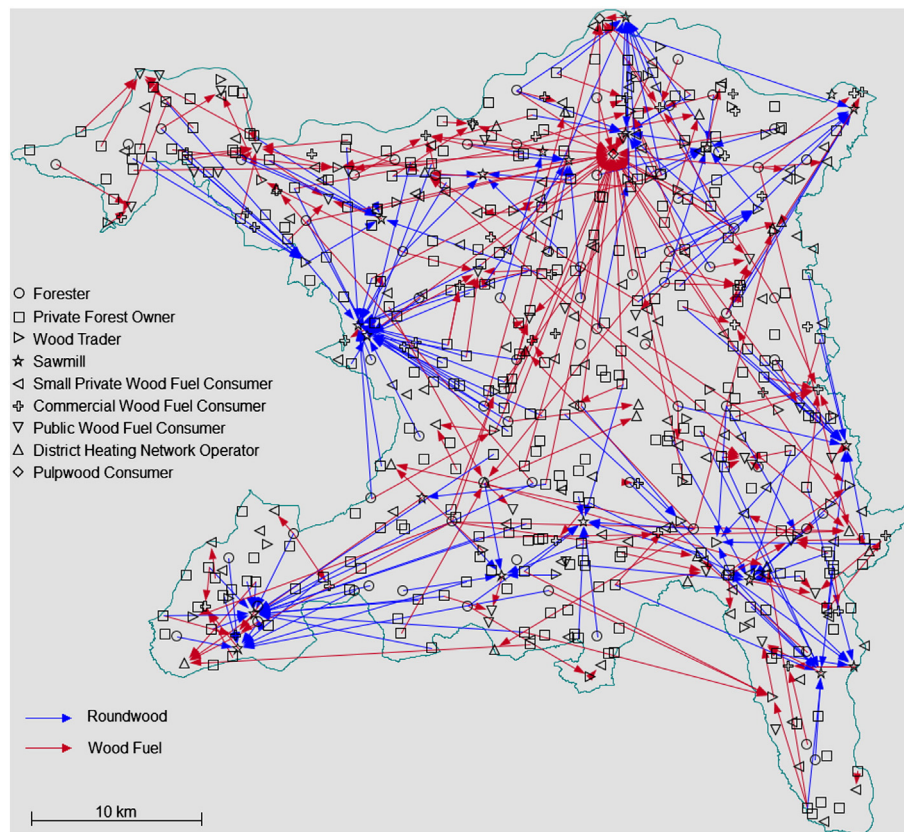 Forester
Private Forest Owner
Wood Trader
Sawmill
Small Private Wood Fuel Consumer
Commercial Wood Fuel Consumer
Public Wood Fuel Consumer
District Heating Network Operator
Pulpwood Consumer
Roundwood
Wood Fuel
10 km